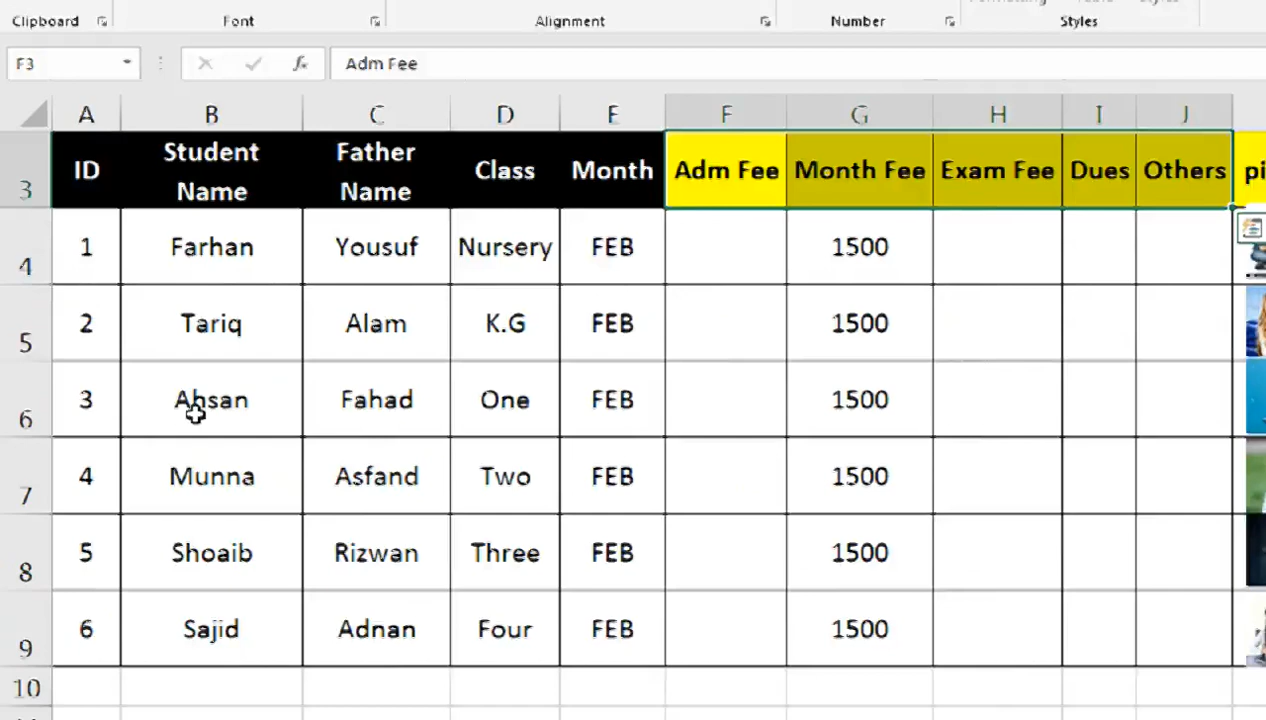 Clipboard Font Alignment Number Styles
F3 fx Adm Fee
A B C D E F G H I J
3 ID Student Name Father Name Class Month Adm Fee Month Fee Exam Fee Dues Others pi
4 1 Farhan Yousuf Nursery FEB 1500
5 2 Tariq Alam K.G FEB 1500
6 3 Ahsan Fahad One FEB 1500
7 4 Munna Asfand Two FEB 1500
8 5 Shoaib Rizwan Three FEB 1500
9 6 Sajid Adnan Four FEB 1500
10